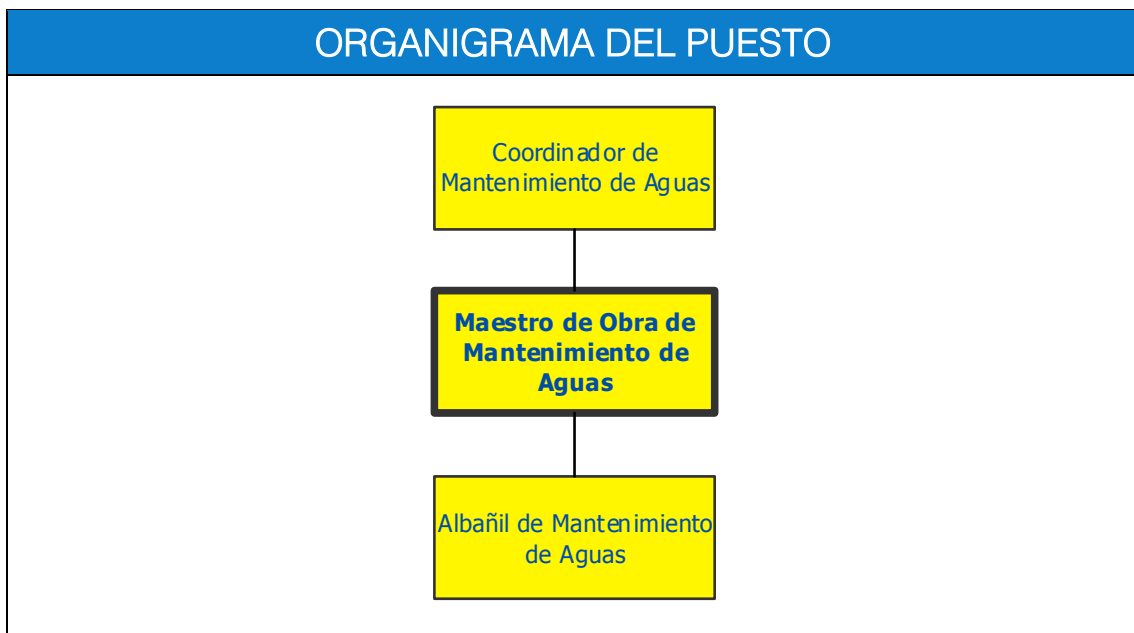 ORGANIGRAMA DEL PUESTO
Coordinador de
Mantenimiento de Aguas
Maestro de Obra de
Mantenimiento de
Aguas
Albañil de Mantenimiento
de Aguas